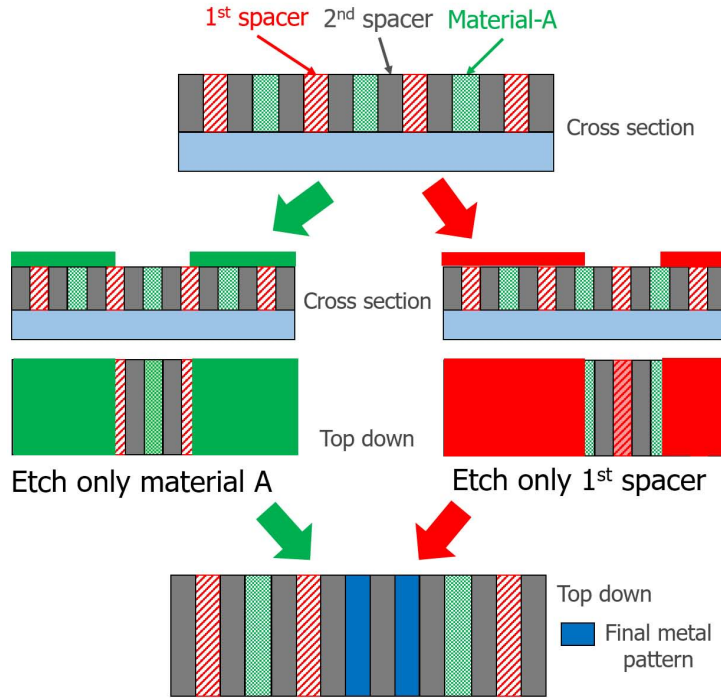 1st spacer 2nd spacer Material-A
Cross section
Cross section
Top down
Etch only material A Etch only 1st spacer
Top down
Final metal
pattern